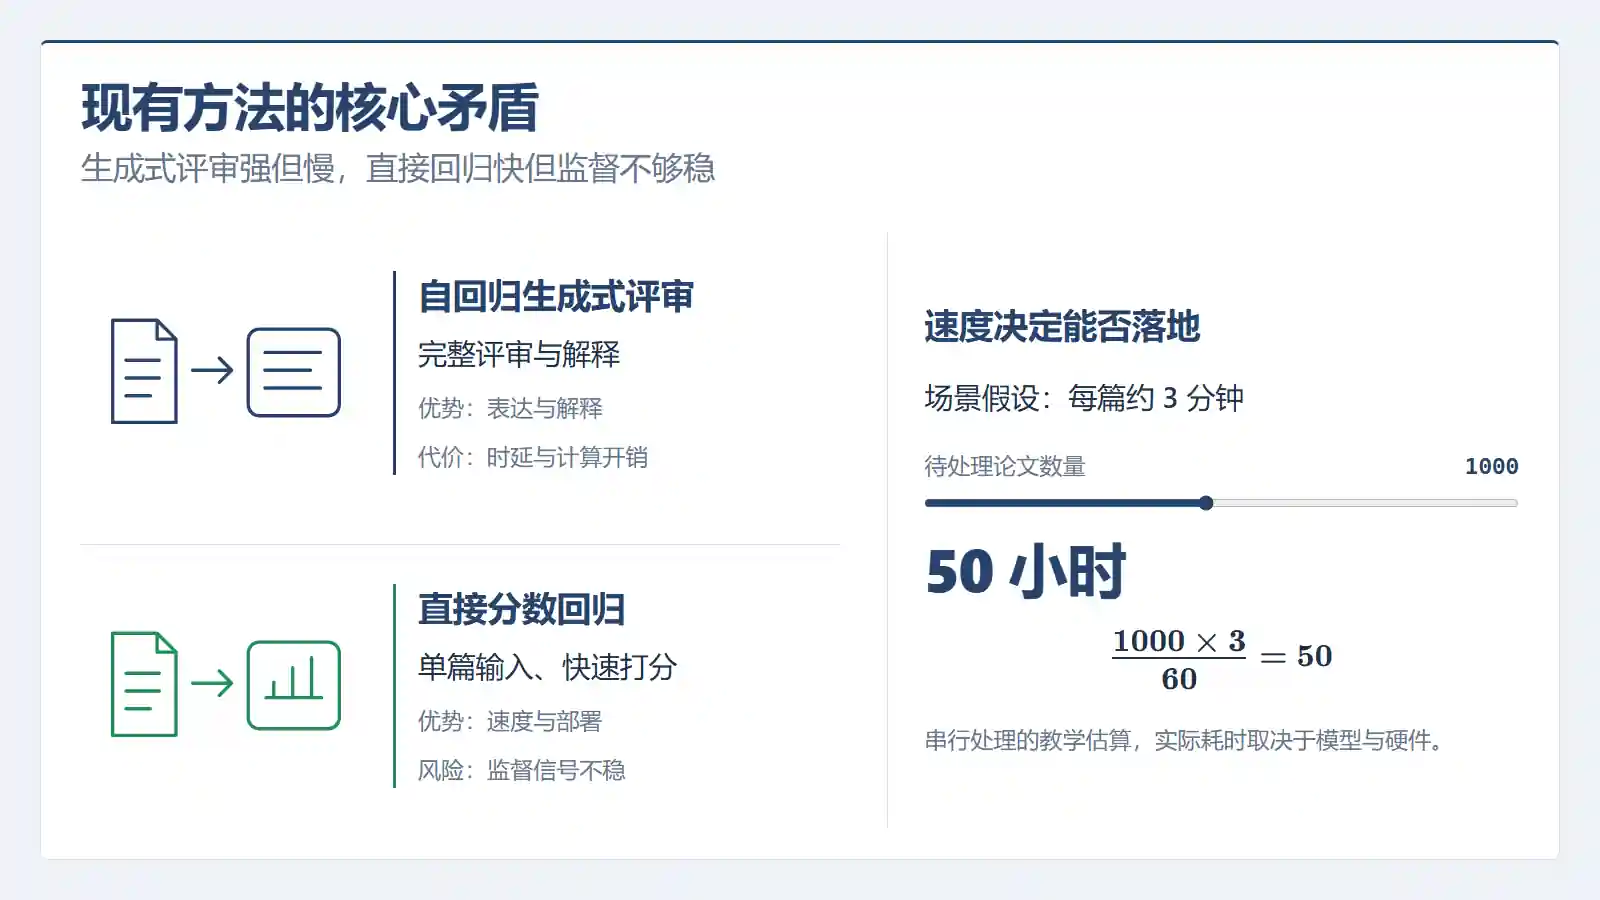 现有方法的核心矛盾
生成式评审强但慢，直接回归快但监督不够稳
自回归生成式评审
完整评审与解释
优势：表达与解释
代价：时延与计算开销
直接分数回归
单篇输入、快速打分
优势：速度与部署
风险：监督信号不稳
速度决定能否落地
场景假设：每篇约 3 分钟
待处理论文数量 1000
50 小时
1000 × 3
60
= 50
串行处理的教学估算，实际耗时取决于模型与硬件。